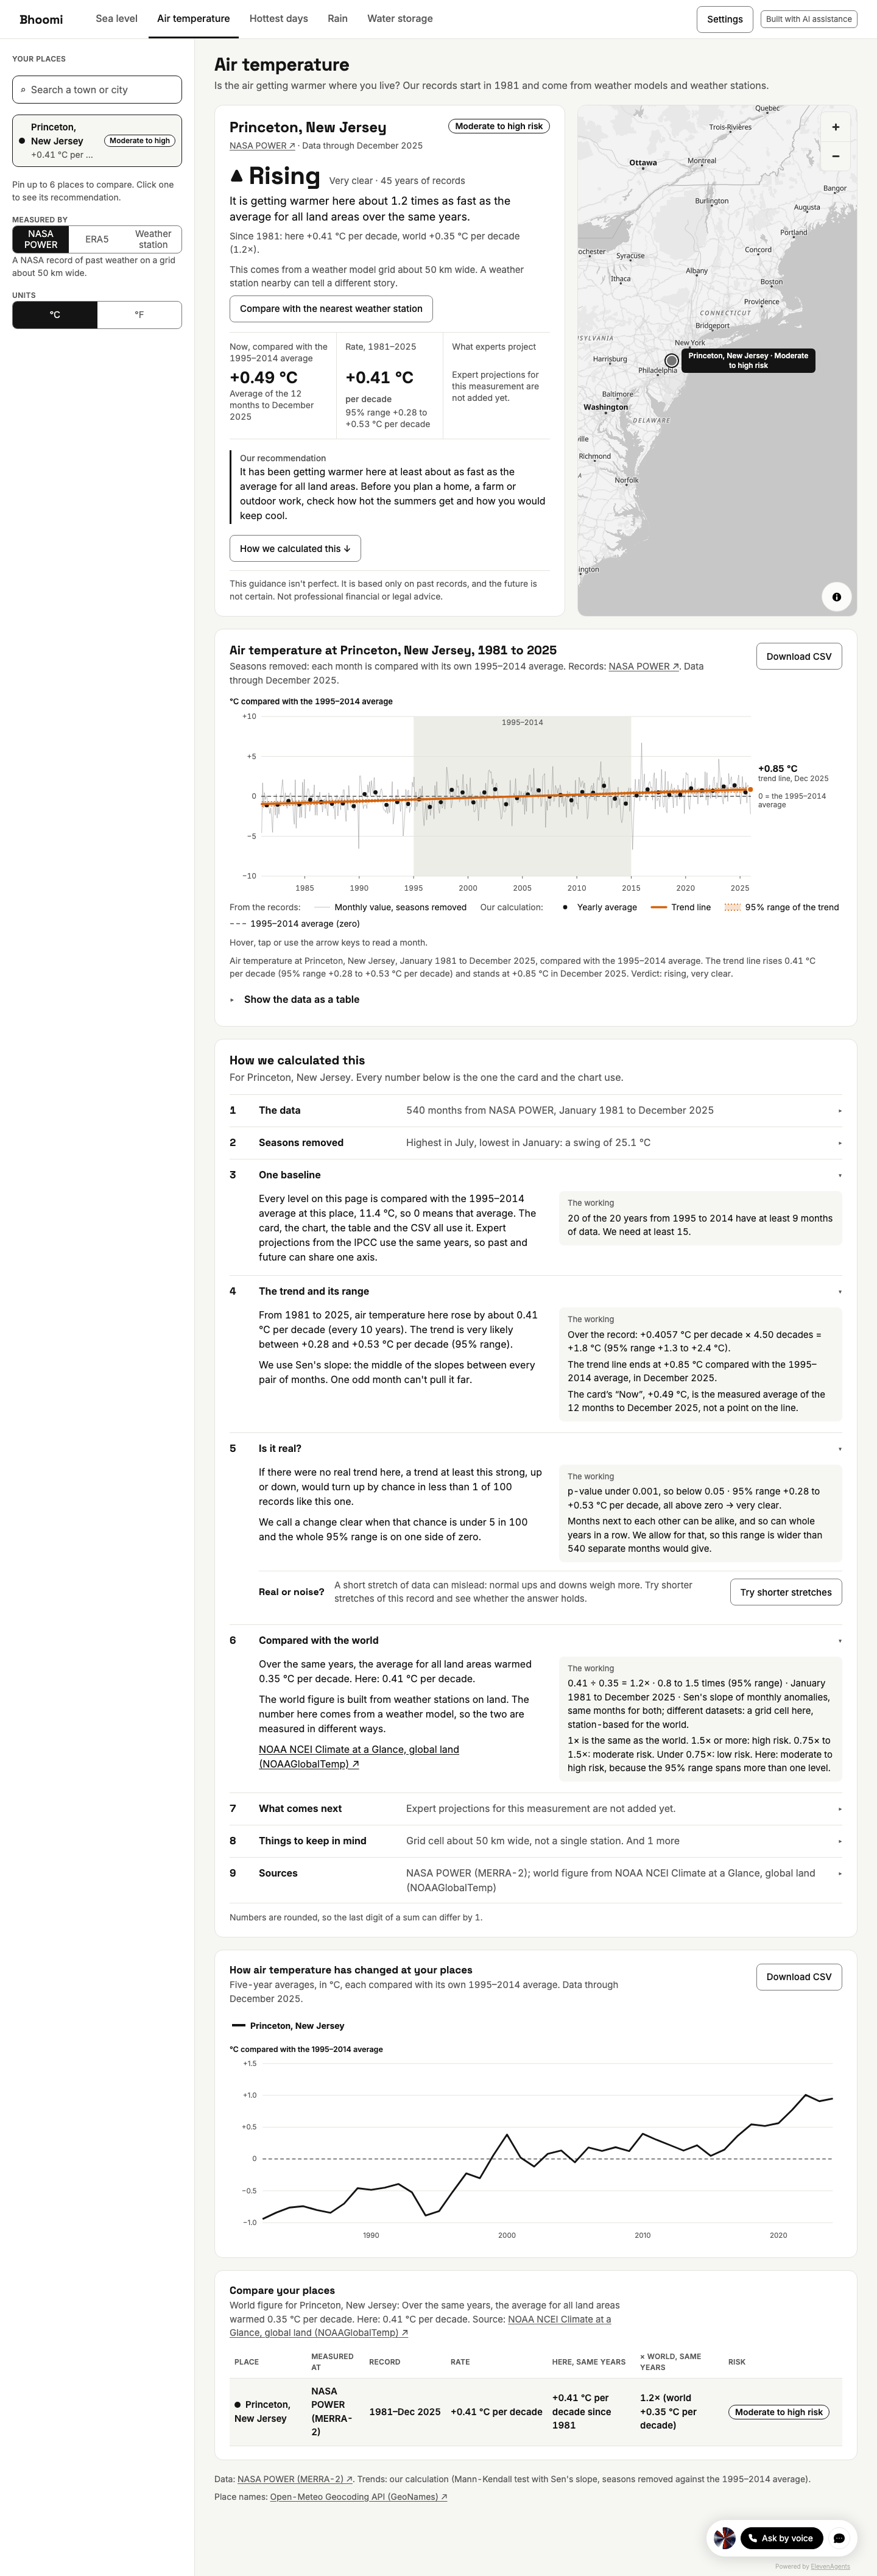 Bhoomi
Sea level
Air temperature
Hottest days
Rain
Water storage
Settings
Built with AI assistance
YOUR PLACES
Search a town or city
Princeton,
New Jersey
+0.41 °C per ...
Moderate to high
Pin up to 6 places to compare. Click one
to see its recommendation.
MEASURED BY
NASA
POWER
ERA5
Weather
station
A NASA record of past weather on a grid
about 50 km wide.
UNITS
°C
°F
Air temperature
Is the air getting warmer where you live? Our records start in 1981 and come from weather models and weather stations.
Princeton, New Jersey
Moderate to high risk
NASA POWER ↗ · Data through December 2025
▲ Rising
Very clear · 45 years of records
It is getting warmer here about 1.2 times as fast as the
average for all land areas over the same years.
Since 1981: here +0.41 °C per decade, world +0.35 °C per decade
(1.2×).
This comes from a weather model grid about 50 km wide. A weather
station nearby can tell a different story.
Compare with the nearest weather station
Now, compared with the
1995–2014 average
+0.49 °C
Average of the 12
months to December
2025
Rate, 1981–2025
+0.41 °C
per decade
95% range +0.28 to
+0.53 °C per decade
What experts project
Expert projections for
this measurement are
not added yet.
Our recommendation
It has been getting warmer here at least about as fast as the
average for all land areas. Before you plan a home, a farm or
outdoor work, check how hot the summers get and how you would
keep cool.
How we calculated this ↓
This guidance isn't perfect. It is based only on past records, and the future is
not certain. Not professional financial or legal advice.
Quebec
Trois-Rivières
Ottawa
Montreal
Bangor
Burlington
Augusta
Portland
ochester
Syracuse
Concord
Ithaca
Albany
Boston
Providence
CONNECTICUT
Bridgeport
SYLVANIA
New York
Harrisburg
Philadelphia
Princeton, New Jersey · Moderate
to high risk
Baltimore
Washington
DELAWARE
ville
Richmond
A
Norfolk
ington
+
−
Air temperature at Princeton, New Jersey, 1981 to 2025
Seasons removed: each month is compared with its own 1995–2014 average. Records: NASA POWER ↗. Data
through December 2025.
Download CSV
°C compared with the 1995–2014 average
+10
+5
0
−5
−10
1995–2014
+0.85 °C
trend line, Dec 2025
0 = the 1995–2014
average
1985
1990
1995
2000
2005
2010
2015
2020
2025
From the records:
Monthly value, seasons removed
Our calculation:
Yearly average
Trend line
95% range of the trend
1995–2014 average (zero)
Hover, tap or use the arrow keys to read a month.
Air temperature at Princeton, New Jersey, January 1981 to December 2025, compared with the 1995–2014 average. The trend line rises 0.41 °C
per decade (95% range +0.28 to +0.53 °C per decade) and stands at +0.85 °C in December 2025. Verdict: rising, very clear.
Show the data as a table
How we calculated this
For Princeton, New Jersey. Every number below is the one the card and the chart use.
1 The data 540 months from NASA POWER, January 1981 to December 2025
2 Seasons removed Highest in July, lowest in January: a swing of 25.1 °C
3 One baseline
Every level on this page is compared with the 1995–2014
average at this place, 11.4 °C, so 0 means that average. The
card, the chart, the table and the CSV all use it. Expert
projections from the IPCC use the same years, so past and
future can share one axis.
The working
20 of the 20 years from 1995 to 2014 have at least 9 months
of data. We need at least 15.
4 The trend and its range
From 1981 to 2025, air temperature here rose by about 0.41
°C per decade (every 10 years). The trend is very likely
between +0.28 and +0.53 °C per decade (95% range).
We use Sen's slope: the middle of the slopes between every
pair of months. One odd month can't pull it far.
The working
Over the record: +0.4057 °C per decade × 4.50 decades =
+1.8 °C (95% range +1.3 to +2.4 °C).
The trend line ends at +0.85 °C compared with the 1995–
2014 average, in December 2025.
The card's “Now”, +0.49 °C, is the measured average of the
12 months to December 2025, not a point on the line.
5 Is it real?
If there were no real trend here, a trend at least this strong, up
or down, would turn up by chance in less than 1 of 100
records like this one.
We call a change clear when that chance is under 5 in 100
and the whole 95% range is on one side of zero.
The working
p-value under 0.001, so below 0.05 · 95% range +0.28 to
+0.53 °C per decade, all above zero → very clear.
Months next to each other can be alike, and so can whole
years in a row. We allow for that, so this range is wider than
540 separate months would give.
Real or noise?
A short stretch of data can mislead: normal ups and downs weigh more. Try shorter
stretches of this record and see whether the answer holds.
Try shorter stretches
6 Compared with the world
Over the same years, the average for all land areas warmed
0.35 °C per decade. Here: 0.41 °C per decade.
The world figure is built from weather stations on land. The
number here comes from a weather model, so the two are
measured in different ways.
NOAA NCEI Climate at a Glance, global land
(NOAAGlobalTemp) ↗
The working
0.41 ÷ 0.35 = 1.2× · 0.8 to 1.5 times (95% range) · January
1981 to December 2025 · Sen's slope of monthly anomalies,
same months for both; different datasets: a grid cell here,
station-based for the world.
1× is the same as the world. 1.5× or more: high risk. 0.75× to
1.5×: moderate risk. Under 0.75×: low risk. Here: moderate to
high risk, because the 95% range spans more than one level.
7 What comes next Expert projections for this measurement are not added yet.
8 Things to keep in mind Grid cell about 50 km wide, not a single station. And 1 more
9 Sources NASA POWER (MERRA-2); world figure from NOAA NCEI Climate at a Glance, global land
(NOAAGlobalTemp)
Numbers are rounded, so the last digit of a sum can differ by 1.
How air temperature has changed at your places
Five-year averages, in °C, each compared with its own 1995–2014 average. Data through
December 2025.
Download CSV
Princeton, New Jersey
°C compared with the 1995–2014 average
+1.5
+1.0
+0.5
0
−0.5
−1.0
1990
2000
2010
2020
Compare your places
World figure for Princeton, New Jersey: Over the same years, the average for all land areas
warmed 0.35 °C per decade. Here: 0.41 °C per decade. Source: NOAA NCEI Climate at a
Glance, global land (NOAAGlobalTemp) ↗
PLACE
MEASURED
AT
RECORD
RATE
HERE, SAME YEARS
× WORLD, SAME
YEARS
RISK
Princeton,
New Jersey
NASA
POWER
(MERRA-
2)
1981–Dec 2025
+0.41 °C per decade
+0.41 °C per
decade since
1981
1.2× (world
+0.35 °C per
decade)
Moderate to high risk
Data: NASA POWER (MERRA-2) ↗. Trends: our calculation (Mann-Kendall test with Sen's slope, seasons removed against the 1995–2014 average).
Place names: Open-Meteo Geocoding API (GeoNames) ↗
Ask by voice
Powered by ElevenAgents